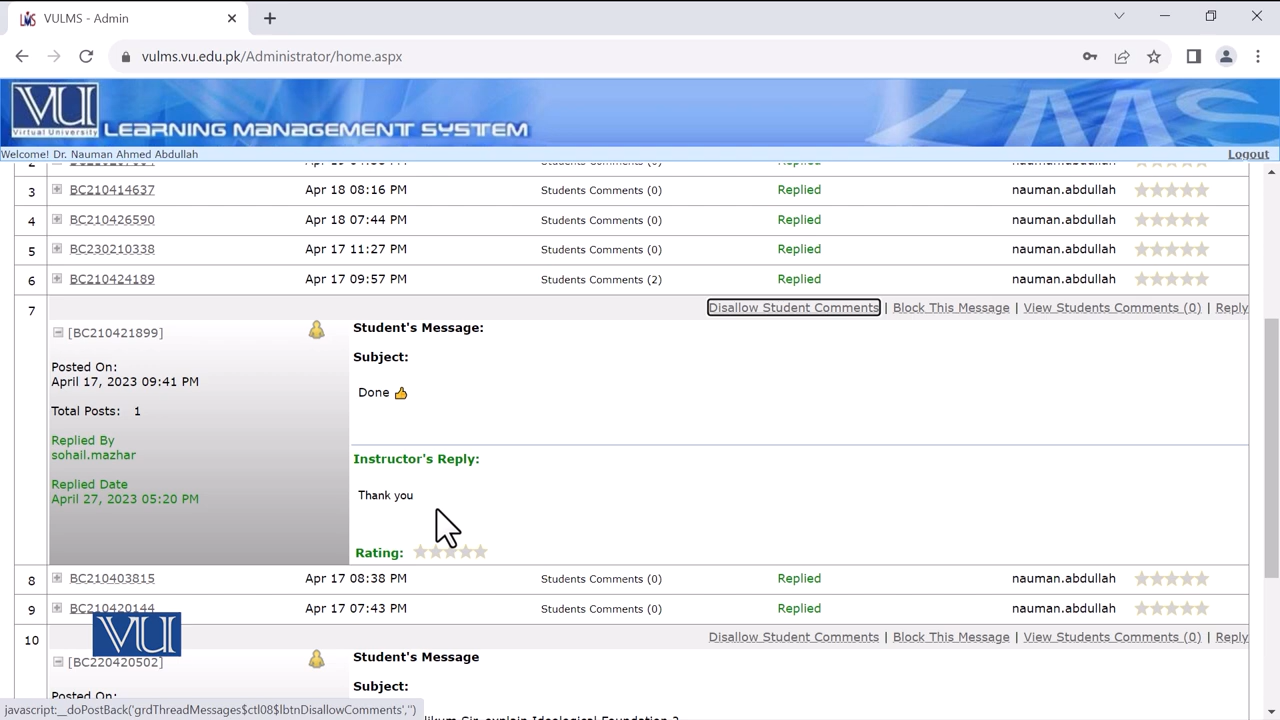 VULMS - Admin
vulms.vu.edu.pk/Administrator/home.aspx
VU
Virtual University
LEARNING MANAGEMENT SYSTEM
LMS
Welcome! Dr. Nauman Ahmed Abdullah
Logout
3 BC210414637 Apr 18 08:16 PM Students Comments (0) Replied nauman.abdullah
4 BC210426590 Apr 18 07:44 PM Students Comments (0) Replied nauman.abdullah
5 BC230210338 Apr 17 11:27 PM Students Comments (0) Replied nauman.abdullah
6 BC210424189 Apr 17 09:57 PM Students Comments (2) Replied nauman.abdullah
7 Disallow Student Comments | Block This Message | View Students Comments (0) | Reply
[BC210421899]
Student's Message:
Subject:
Posted On:
April 17, 2023 09:41 PM
Done 👍
Total Posts: 1
Replied By
sohail.mazhar
Instructor's Reply:
Replied Date
April 27, 2023 05:20 PM
Thank you
Rating:
8 BC210403815 Apr 17 08:38 PM Students Comments (0) Replied nauman.abdullah
9 BC210420144 Apr 17 07:43 PM Students Comments (0) Replied nauman.abdullah
VU
10 Disallow Student Comments | Block This Message | View Students Comments (0) | Reply
[BC220420502]
Student's Message
Subject:
Posted On:
javascript:__doPostBack('grdThreadMessages$ctl08$lbtnDisallowComments','')
likum Sir explain Ideological Foundation 2